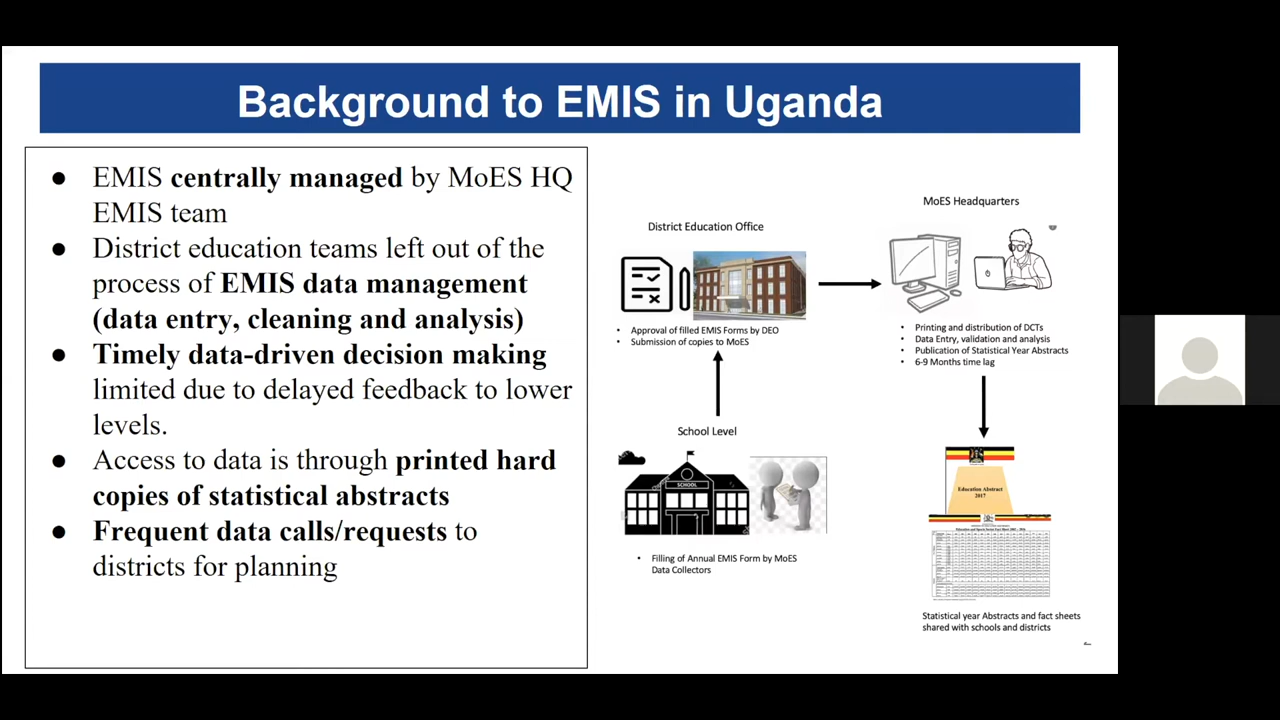 Background to EMIS in Uganda
● EMIS centrally managed by MoES HQ
EMIS team
● District education teams left out of the
process of EMIS data management
(data entry, cleaning and analysis)
● Timely data-driven decision making
limited due to delayed feedback to lower
levels.
● Access to data is through printed hard
copies of statistical abstracts
● Frequent data calls/requests to
districts for planning
District Education Office
• Approval of filled EMIS Forms by DEO
• Submission of copies to MoES
School Level
SCHOOL
• Filling of Annual EMIS Form by MoES
Data Collectors
MoES Headquarters
• Printing and distribution of DCTs
• Data Entry, validation and analysis
• Publication of Statistical Year Abstracts
• 6-9 Months time lag
Education Abstract
2017
Statistical year Abstracts and fact sheets
shared with schools and districts